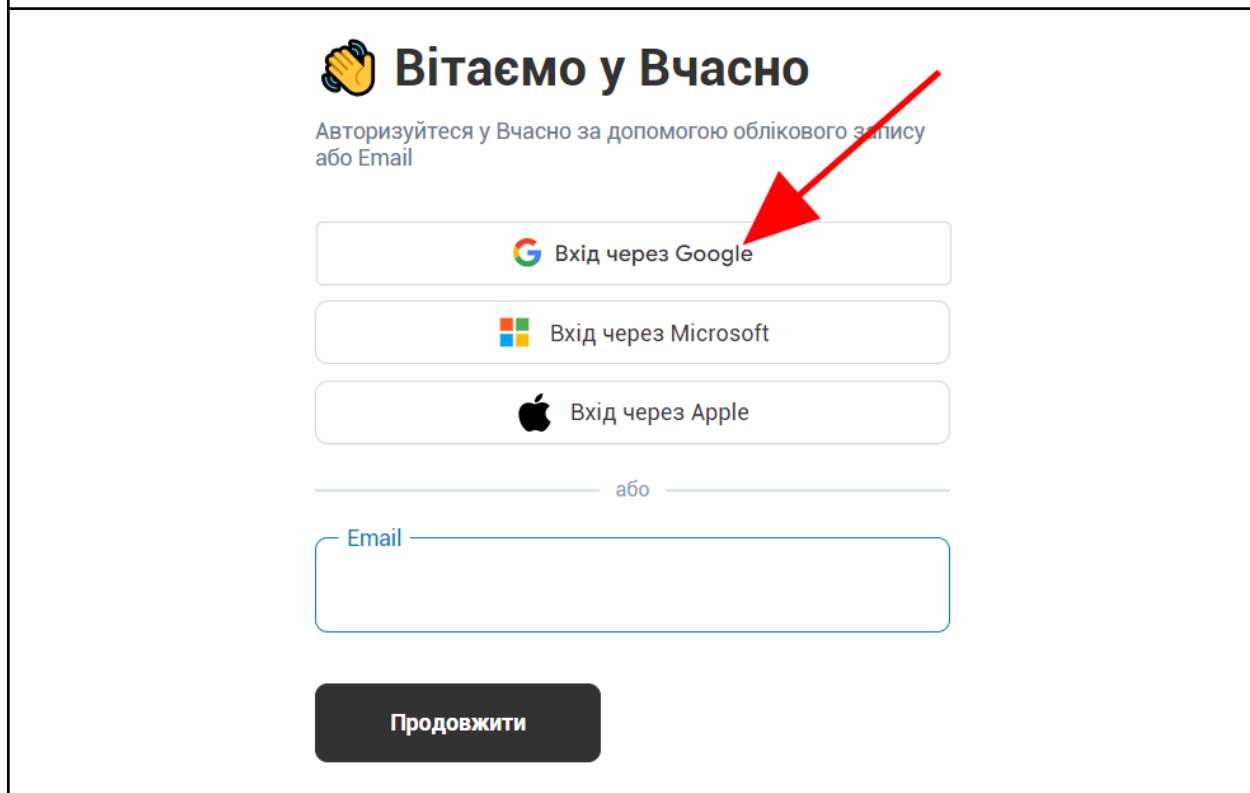 Вітаємо у Вчасно
Авторизуйтеся у Вчасно за допомогою облікового запису
або Email
Вхід через Google
Вхід через Microsoft
Вхід через Apple
або
Email
Продовжити